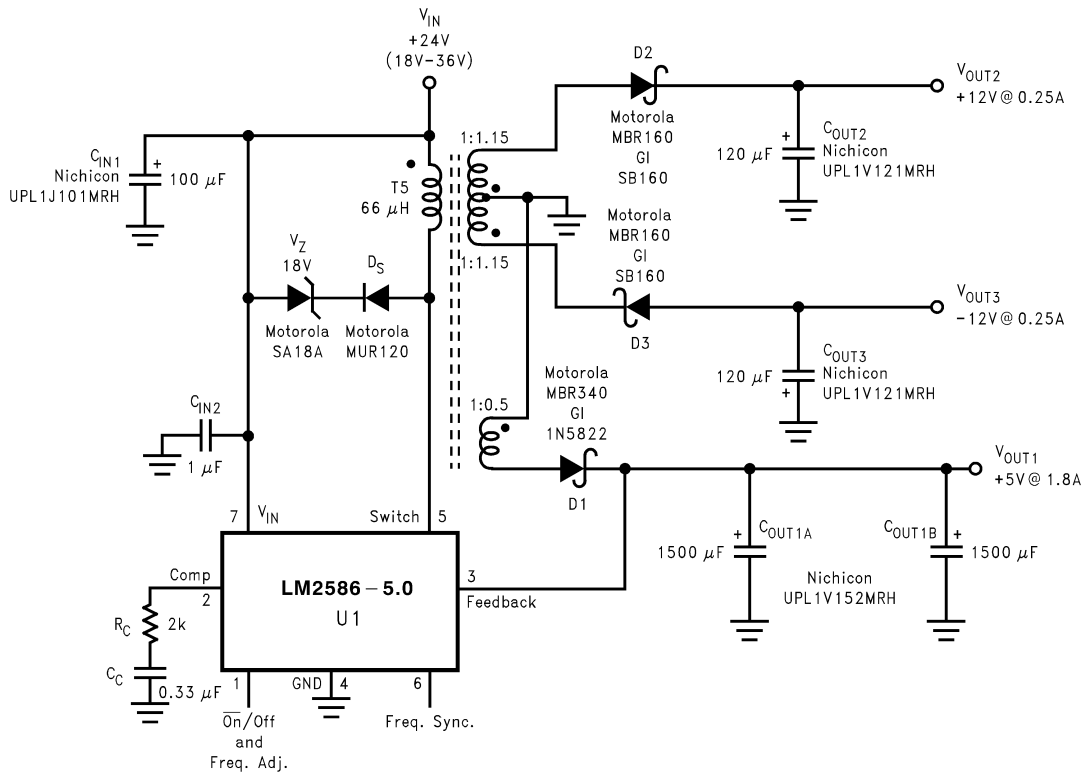 VIN
+24V
(18V-36V)
CIN1
Nichicon
UPL1J101MRH
+
100 μF
T5
66 μH
1:1.15
1:1.15
D2
Motorola
MBR160
GI
SB160
VOUT2
+12V@ 0.25A
+
120 μF
COUT2
Nichicon
UPL1V121MRH
Motorola
MBR160
GI
SB160
D3
VOUT3
-12V@ 0.25A
120 μF
+
COUT3
Nichicon
UPL1V121MRH
VZ
18V
Motorola
SA18A
DS
Motorola
MUR120
CIN2
1 μF
1:0.5
Motorola
MBR340
GI
1N5822
D1
VOUT1
+5V@ 1.8A
+
1500 μF
COUT1A
COUT1B
+
1500 μF
Nichicon
UPL1V152MRH
7
VIN
Switch
5
Comp
2
LM2586-5.0
U1
3
Feedback
RC
2k
CC
0.33 μF
1
GND
4
6
On/Off
and
Freq. Adj.
Freq. Sync.